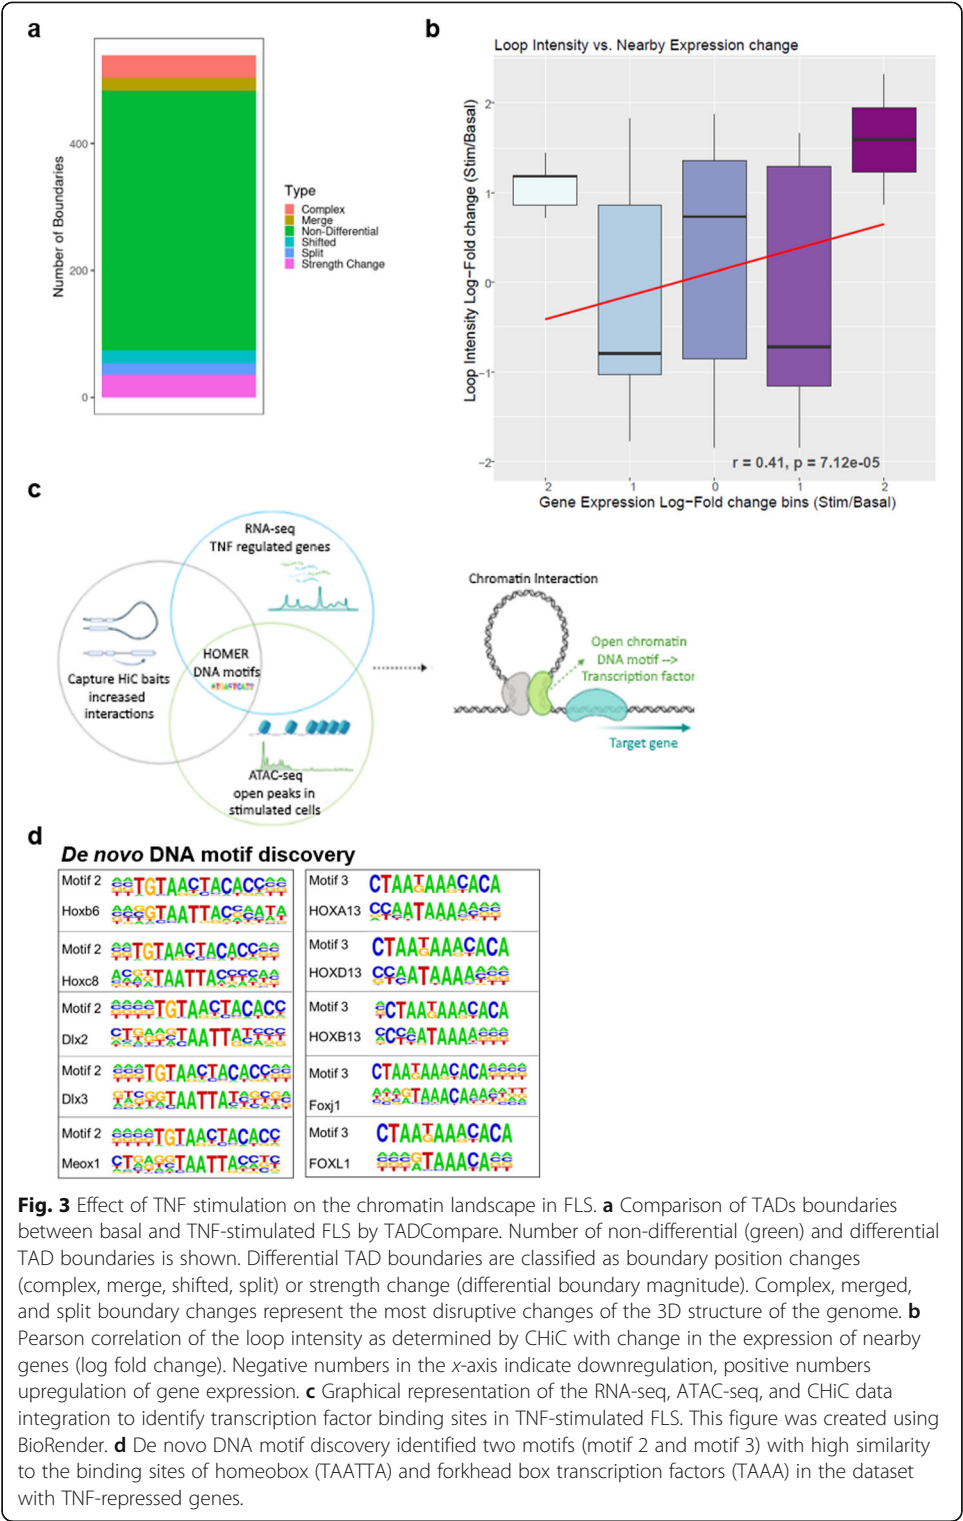 a
Number of Boundaries
400
200
0
Type
Complex
Merge
Non-Differential
Shifted
Split
Strength Change
b
Loop Intensity vs. Nearby Expression change
Loop Intensity Log-Fold change (Stim/Basal)
2
1
0
-1
-2
r = 0.41, p = 7.12e-05
2
1
0
1
2
Gene Expression Log-Fold change bins (Stim/Basal)
c
RNA-seq
TNF regulated genes
HOMER
DNA motifs
Capture HiC baits
increased
interactions
ATAC-seq
open peaks in
stimulated cells
Chromatin Interaction
Open chromatin
DNA motif -->
Transcription factor
Target gene
d
De novo DNA motif discovery
Motif 2
Hoxb6
Motif 2
Hoxc8
Motif 2
Dlx2
Motif 2
Dlx3
Motif 2
Meox1
Motif 3
HOXA13
Motif 3
HOXD13
Motif 3
HOXB13
Motif 3
Foxj1
Motif 3
FOXL1
Fig. 3 Effect of TNF stimulation on the chromatin landscape in FLS. a Comparison of TADs boundaries
between basal and TNF-stimulated FLS by TADCompare. Number of non-differential (green) and differential
TAD boundaries is shown. Differential TAD boundaries are classified as boundary position changes
(complex, merge, shifted, split) or strength change (differential boundary magnitude). Complex, merged,
and split boundary changes represent the most disruptive changes of the 3D structure of the genome. b
Pearson correlation of the loop intensity as determined by CHiC with change in the expression of nearby
genes (log fold change). Negative numbers in the x-axis indicate downregulation, positive numbers
upregulation of gene expression. c Graphical representation of the RNA-seq, ATAC-seq, and CHiC data
integration to identify transcription factor binding sites in TNF-stimulated FLS. This figure was created using
BioRender. d De novo DNA motif discovery identified two motifs (motif 2 and motif 3) with high similarity
to the binding sites of homeobox (TAATTA) and forkhead box transcription factors (TAAA) in the dataset
with TNF-repressed genes.